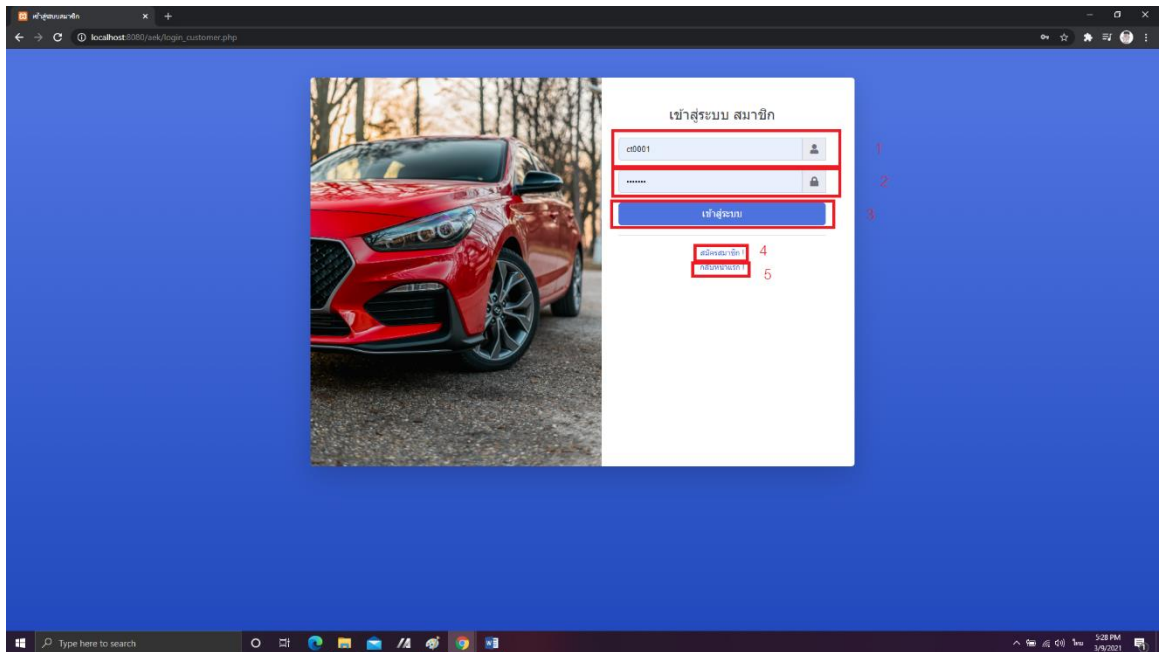 เข้าสู่ระบบสมาชิก
localhost:8080/aek/login_customer.php
เข้าสู่ระบบ สมาชิก
ct0001
1
2
เข้าสู่ระบบ
3
สมัครสมาชิก !
4
กลับหน้าแรก !
5
Type here to search
ไทย
5:28 PM
3/9/2021